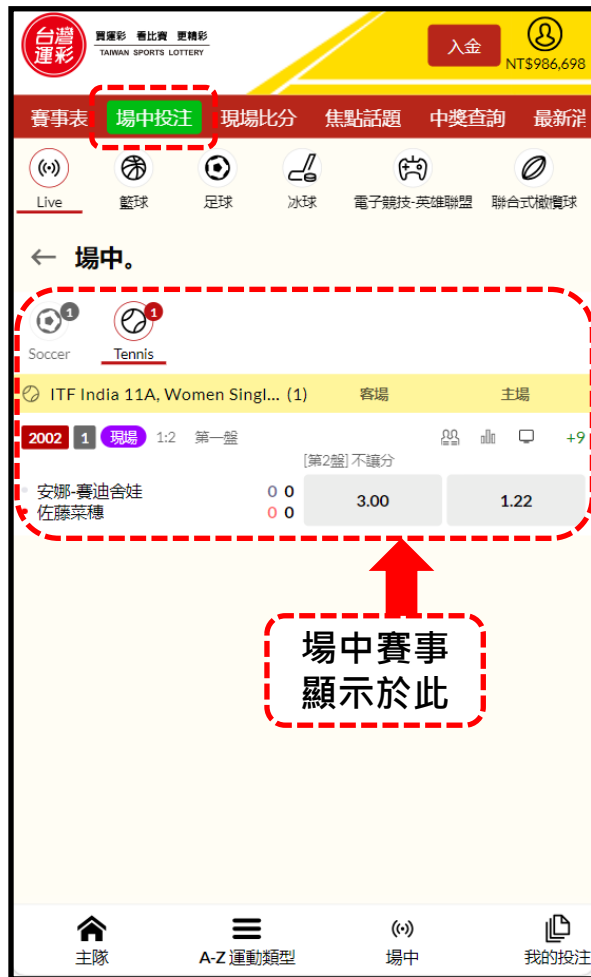 台灣
運彩
買運彩 看比賽 更精彩
TAIWAN SPORTS LOTTERY
入金
NT$986,698
賽事表 場中投注 現場比分 焦點話題 中獎查詢 最新消
Live 籃球 足球 冰球 電子競技-英雄聯盟 聯合式橄欖球
← 場中。
1 1
Soccer Tennis
ITF India 11A, Women Singl... (1) 客場 主場
2002 1 現場 1:2 第一盤 +9
[第2盤] 不讓分
安娜-賽迪舍娃 0 0 3.00 1.22
佐藤菜穗 0 0
場中賽事
顯示於此
主隊 A-Z 運動類型 場中 我的投注